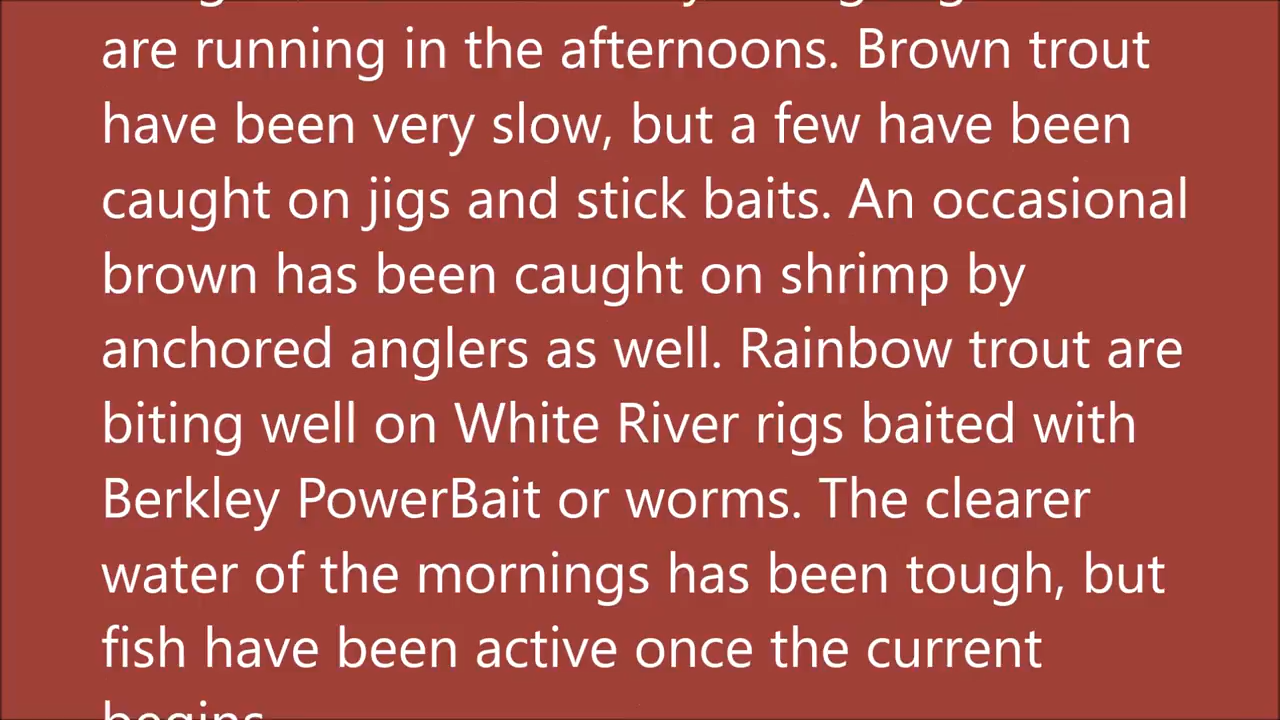 are running in the afternoons. Brown trout
have been very slow, but a few have been
caught on jigs and stick baits. An occasional
brown has been caught on shrimp by
anchored anglers as well. Rainbow trout are
biting well on White River rigs baited with
Berkley PowerBait or worms. The clearer
water of the mornings has been tough, but
fish have been active once the current
begins